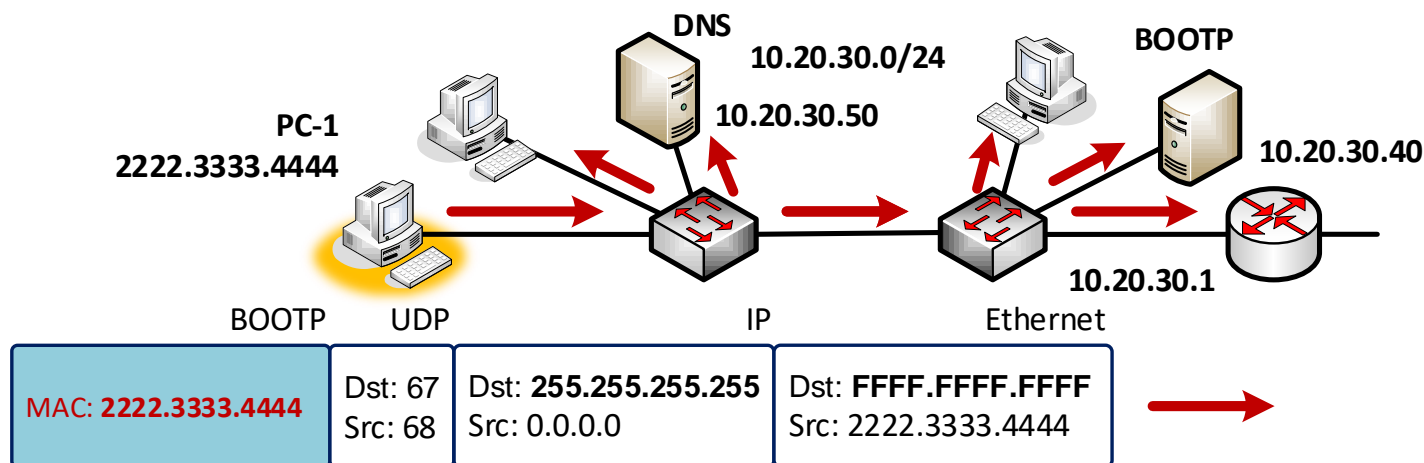 DNS
10.20.30.0/24
BOOTP
10.20.30.50
PC-1
2222.3333.4444
10.20.30.40
10.20.30.1
BOOTP UDP IP Ethernet
MAC: 2222.3333.4444
Dst: 67
Src: 68
Dst: 255.255.255.255
Src: 0.0.0.0
Dst: FFFF.FFFF.FFFF
Src: 2222.3333.4444